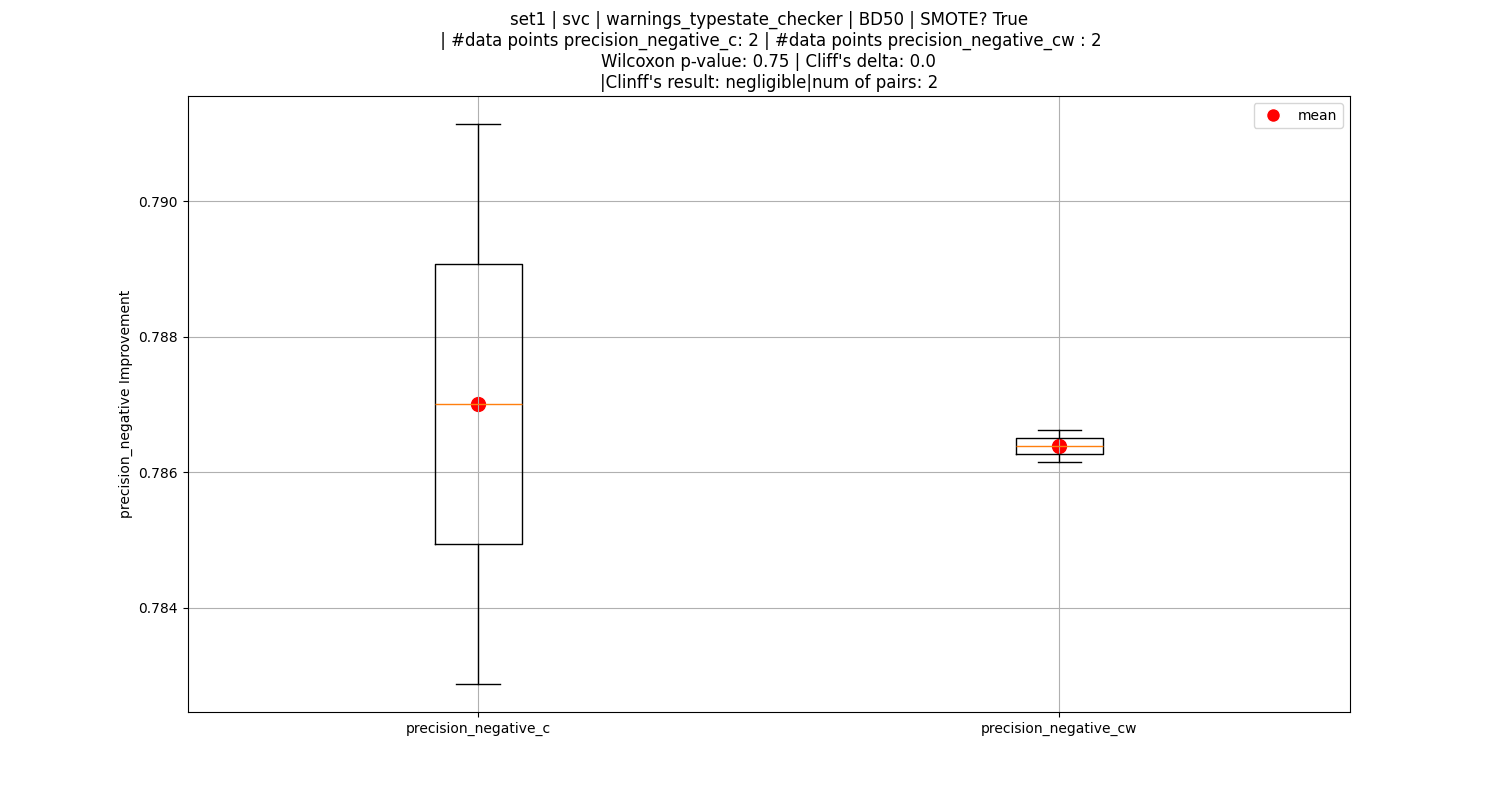 set1 | svc | warnings_typestate_checker | BD50 | SMOTE? True
| #data points precision_negative_c: 2 | #data points precision_negative_cw : 2
Wilcoxon p-value: 0.75 | Cliff's delta: 0.0
|Clinff's result: negligible|num of pairs: 2
mean
0.790
0.788
0.786
0.784
precision_negative Improvement
precision_negative_c
precision_negative_cw